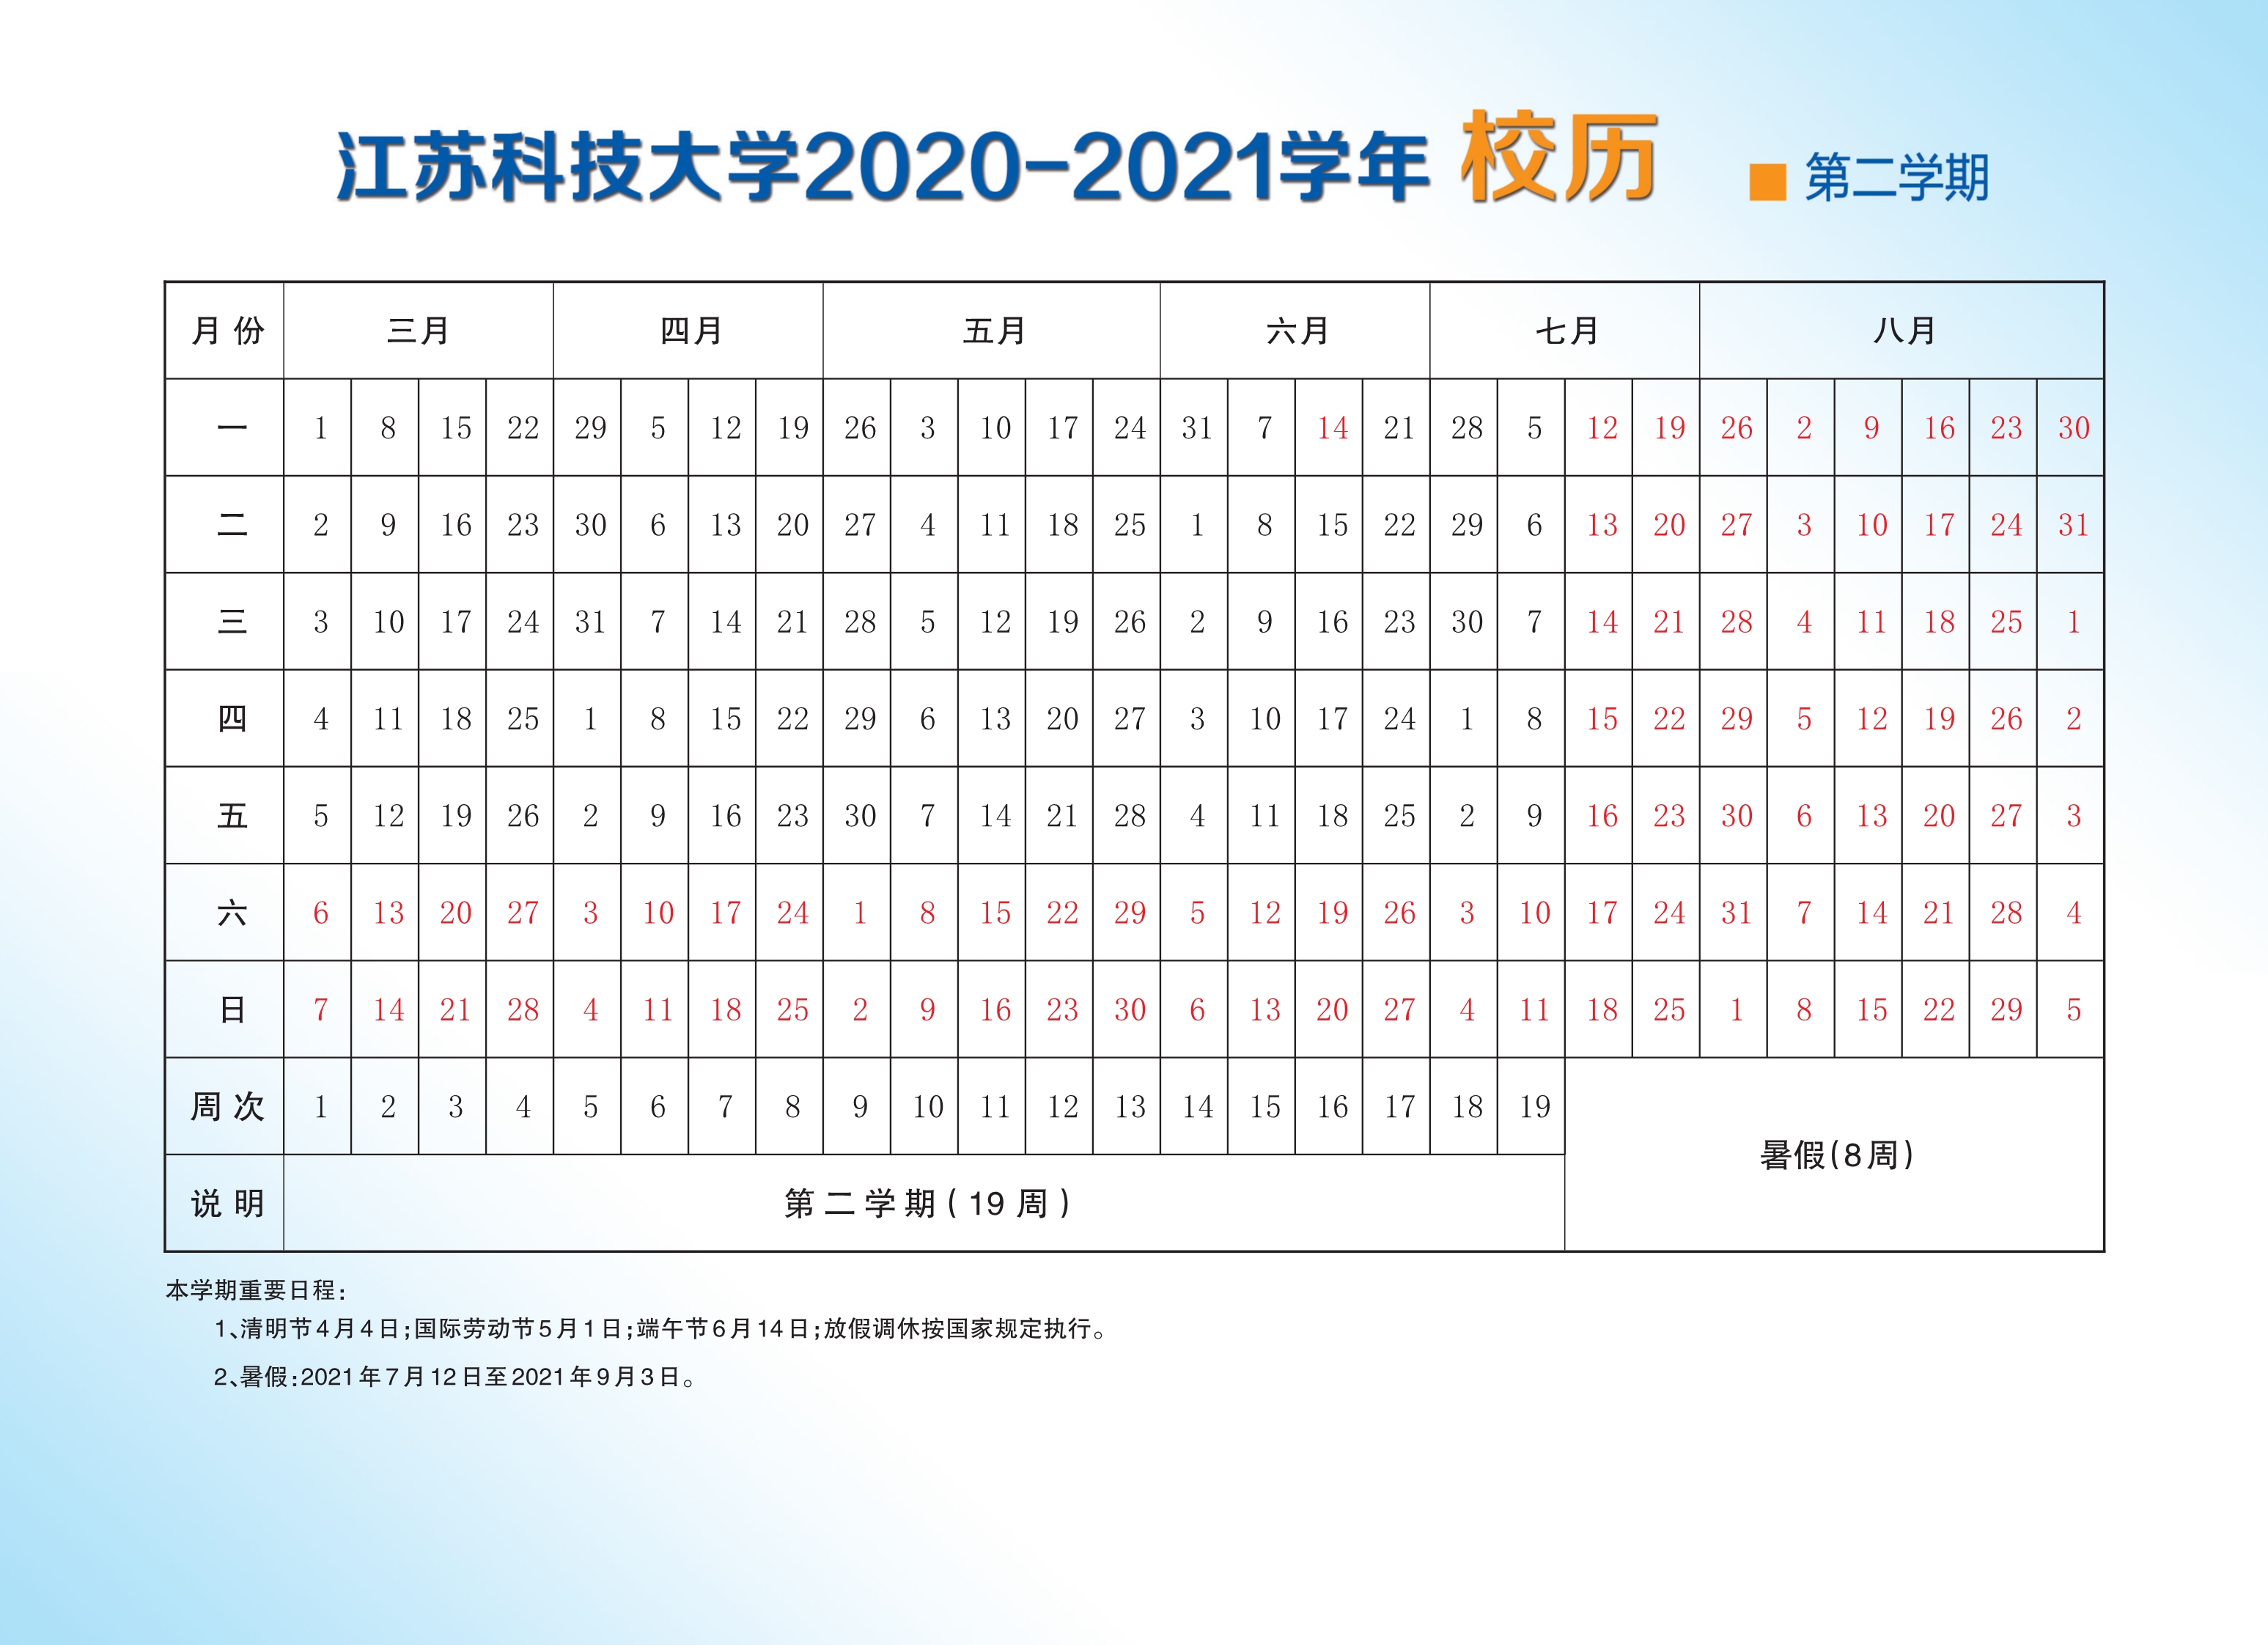 江苏科技大学2020-2021学年 校历 第二学期
月份 三月 四月 五月 六月 七月 八月
一 1 8 15 22 29 5 12 19 26 3 10 17 24 31 7 14 21 28 5 12 19 26 2 9 16 23 30
二 2 9 16 23 30 6 13 20 27 4 11 18 25 1 8 15 22 29 6 13 20 27 3 10 17 24 31
三 3 10 17 24 31 7 14 21 28 5 12 19 26 2 9 16 23 30 7 14 21 28 4 11 18 25 1
四 4 11 18 25 1 8 15 22 29 6 13 20 27 3 10 17 24 1 8 15 22 29 5 12 19 26 2
五 5 12 19 26 2 9 16 23 30 7 14 21 28 4 11 18 25 2 9 16 23 30 6 13 20 27 3
六 6 13 20 27 3 10 17 24 1 8 15 22 29 5 12 19 26 3 10 17 24 31 7 14 21 28 4
日 7 14 21 28 4 11 18 25 2 9 16 23 30 6 13 20 27 4 11 18 25 1 8 15 22 29 5
周次 1 2 3 4 5 6 7 8 9 10 11 12 13 14 15 16 17 18 19
暑假(8周)
说明 第二学期(19周)
本学期重要日程:
1、清明节4月4日;国际劳动节5月1日;端午节6月14日;放假调休按国家规定执行。
2、暑假:2021年7月12日至2021年9月3日。